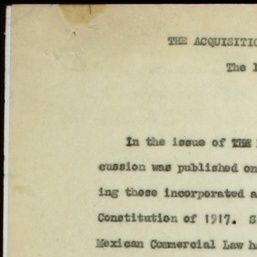 THE ACQUISITIO
The
In the issue of THE
cussion was published on
ing those incorporated a
Constitution of 1917. S
Mexican Commercial Law ha